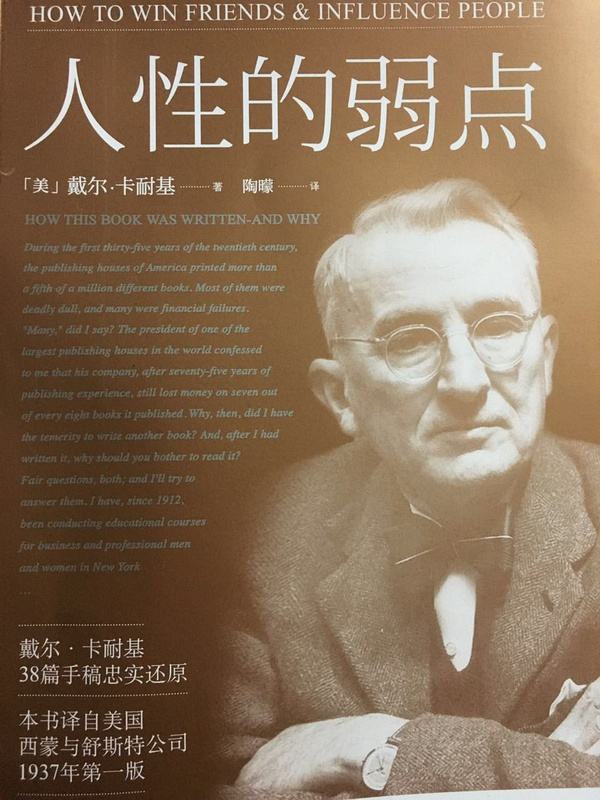 HOW TO WIN FRIENDS & INFLUENCE PEOPLE
人性的弱点
「美」戴尔·卡耐基 ·········· 著 陶曚 ·········· 译
HOW THIS BOOK WAS WRITTEN-AND WHY
During the first thirty-five years of the twentieth century,
the publishing houses of America printed more than
a fifth of a million different books. Most of them were
deadly dull, and many were financial failures.
"Many," did I say? The president of one of the
largest publishing houses in the world confessed
to me that his company, after seventy-five years of
publishing experience, still lost money on seven out
of every eight books it published. Why, then, did I have
the temerity to write another book? And, after I had
written it, why should you bother to read it?
Fair questions, both; and I'll try to
answer them. I have, since 1912,
been conducting educational courses
for business and professional men
and women in New York
...
戴尔·卡耐基
38篇手稿忠实还原
本书译自美国
西蒙与舒斯特公司
1937年第一版